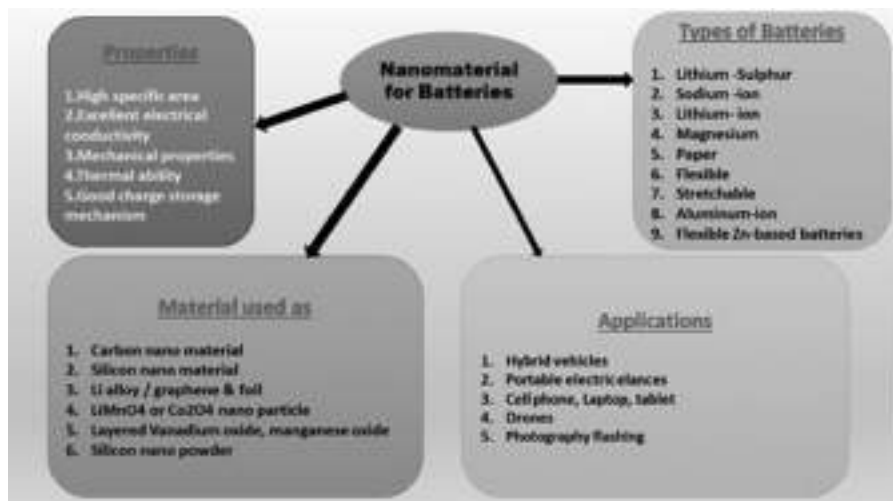 Nanomaterial
for Batteries
Properties
1.High specific area
2.Excellent electrical
conductivity
3.Mechanical properties
4.Thermal ability
5.Good charge storage
mechanism
Types of Batteries
1. Lithium -Sulphur
2. Sodium -ion
3. Lithium- ion
4. Magnesium
5. Paper
6. Flexible
7. Stretchable
8. Aluminum-ion
9. Flexible Zn-based batteries
Material used as
1. Carbon nano material
2. Silicon nano material
3. Li alloy / graphene & foil
4. LiMnO4 or Co2O4 nano particle
5. Layered Vanadium oxide, manganese oxide
6. Silicon nano powder
Applications
1. Hybrid vehicles
2. Portable electric elances
3. Cell phone, Laptop, tablet
4. Drones
5. Photography flashing